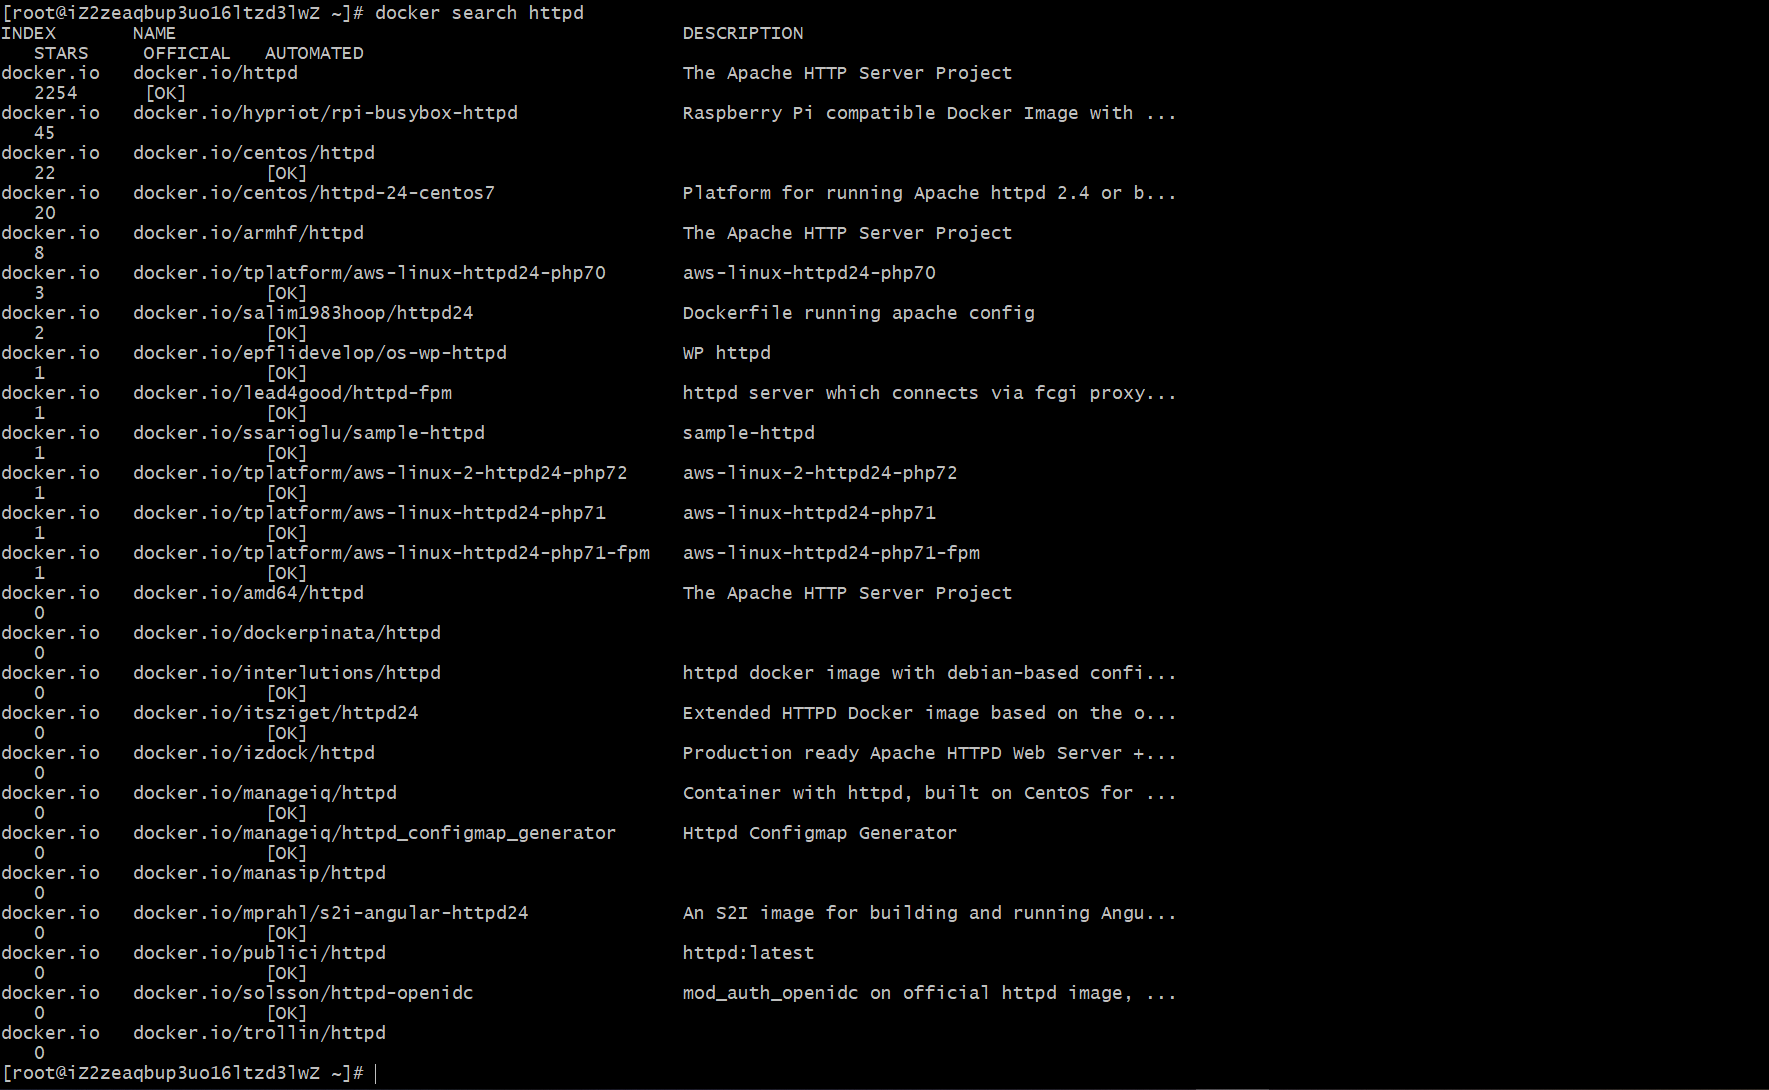 [root@iZ2zeaqbup3uo16ltzd3lwZ ~]# docker search httpd
INDEX       NAME                                              DESCRIPTION
   STARS     OFFICIAL   AUTOMATED
docker.io   docker.io/httpd                                   The Apache HTTP Server Project
   2254      [OK]
docker.io   docker.io/hypriot/rpi-busybox-httpd               Raspberry Pi compatible Docker Image with ...
   45
docker.io   docker.io/centos/httpd
   22                   [OK]
docker.io   docker.io/centos/httpd-24-centos7                 Platform for running Apache httpd 2.4 or b...
   20
docker.io   docker.io/armhf/httpd                             The Apache HTTP Server Project
   8
docker.io   docker.io/tplatform/aws-linux-httpd24-php70       aws-linux-httpd24-php70
   3                    [OK]
docker.io   docker.io/salim1983hoop/httpd24                   Dockerfile running apache config
   2                    [OK]
docker.io   docker.io/epflidevelop/os-wp-httpd                WP httpd
   1                    [OK]
docker.io   docker.io/lead4good/httpd-fpm                     httpd server which connects via fcgi proxy...
   1                    [OK]
docker.io   docker.io/ssarioglu/sample-httpd                  sample-httpd
   1                    [OK]
docker.io   docker.io/tplatform/aws-linux-2-httpd24-php72     aws-linux-2-httpd24-php72
   1                    [OK]
docker.io   docker.io/tplatform/aws-linux-httpd24-php71       aws-linux-httpd24-php71
   1                    [OK]
docker.io   docker.io/tplatform/aws-linux-httpd24-php71-fpm   aws-linux-httpd24-php71-fpm
   1                    [OK]
docker.io   docker.io/amd64/httpd                             The Apache HTTP Server Project
   0
docker.io   docker.io/dockerpinata/httpd
   0
docker.io   docker.io/interlutions/httpd                      httpd docker image with debian-based confi...
   0                    [OK]
docker.io   docker.io/itsziget/httpd24                        Extended HTTPD Docker image based on the o...
   0                    [OK]
docker.io   docker.io/izdock/httpd                            Production ready Apache HTTPD Web Server +...
   0
docker.io   docker.io/manageiq/httpd                          Container with httpd, built on CentOS for ...
   0                    [OK]
docker.io   docker.io/manageiq/httpd_configmap_generator      Httpd Configmap Generator
   0                    [OK]
docker.io   docker.io/manasip/httpd
   0
docker.io   docker.io/mprahl/s2i-angular-httpd24              An S2I image for building and running Angu...
   0                    [OK]
docker.io   docker.io/publici/httpd                           httpd:latest
   0                    [OK]
docker.io   docker.io/solsson/httpd-openidc                   mod_auth_openidc on official httpd image, ...
   0                    [OK]
docker.io   docker.io/trollin/httpd
   0
[root@iZ2zeaqbup3uo16ltzd3lwZ ~]#